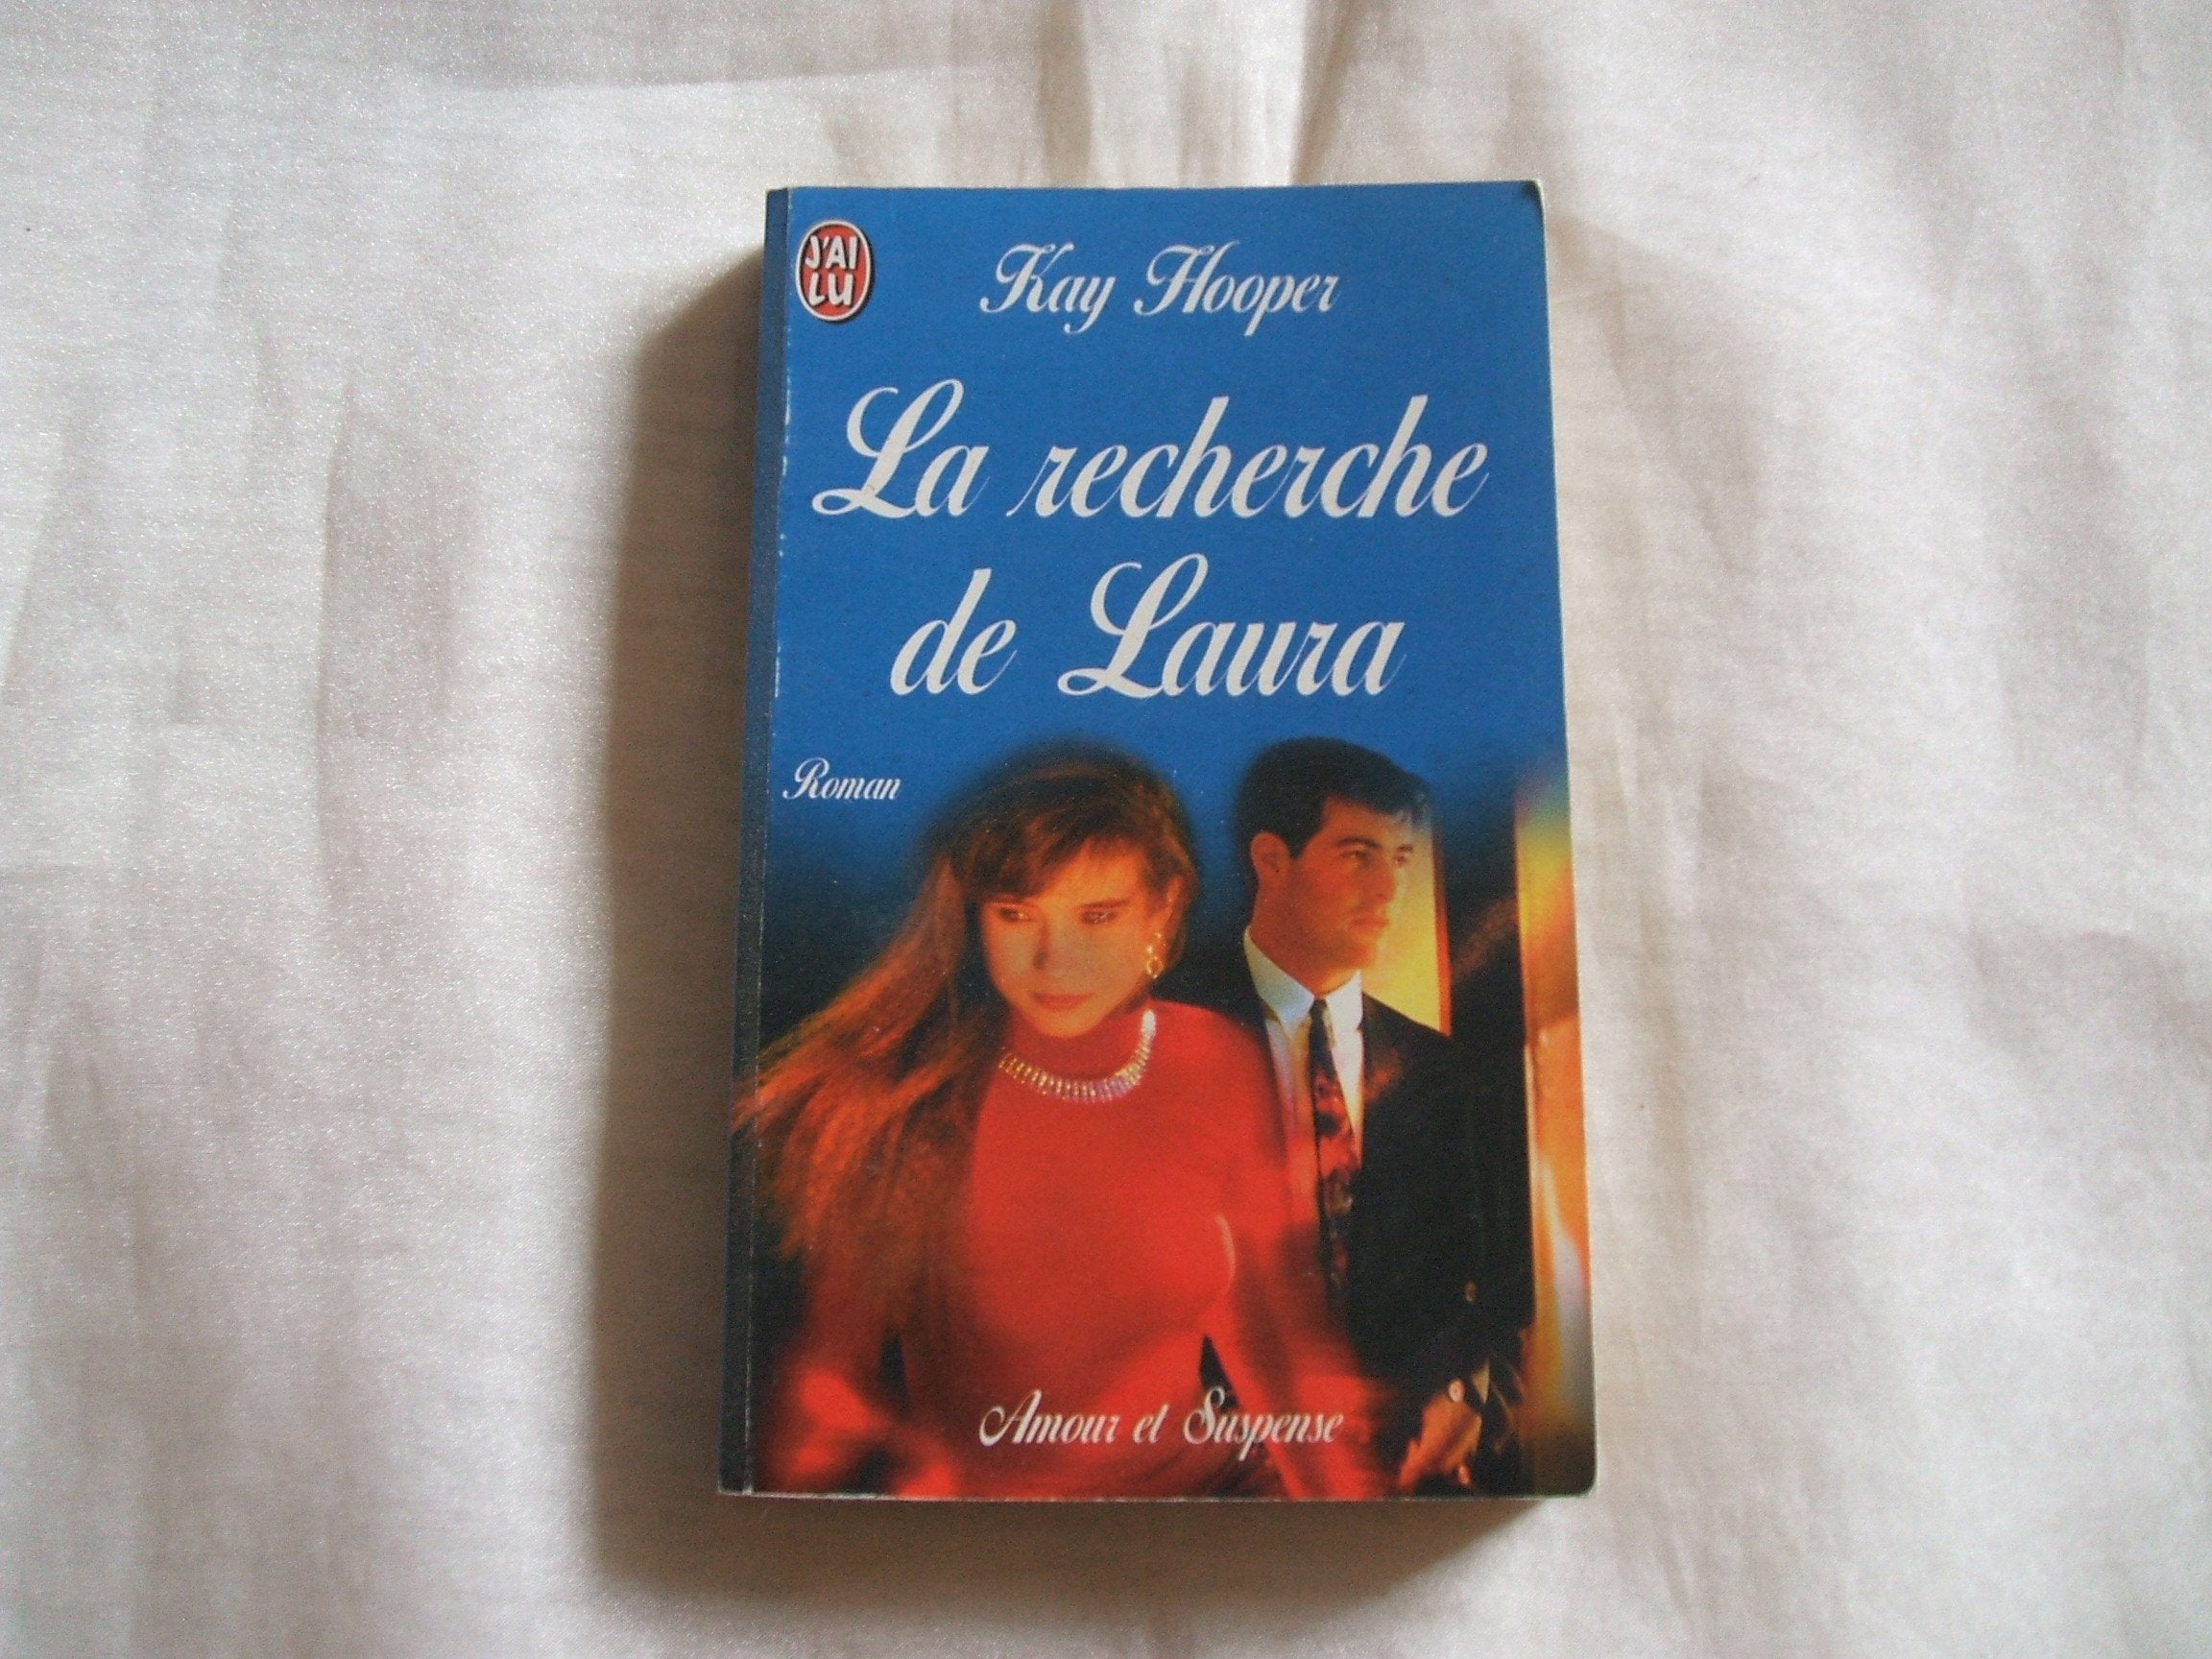 J'AI
LU
Kay Hooper
La recherche
de Laura
Roman
Amour et Suspense